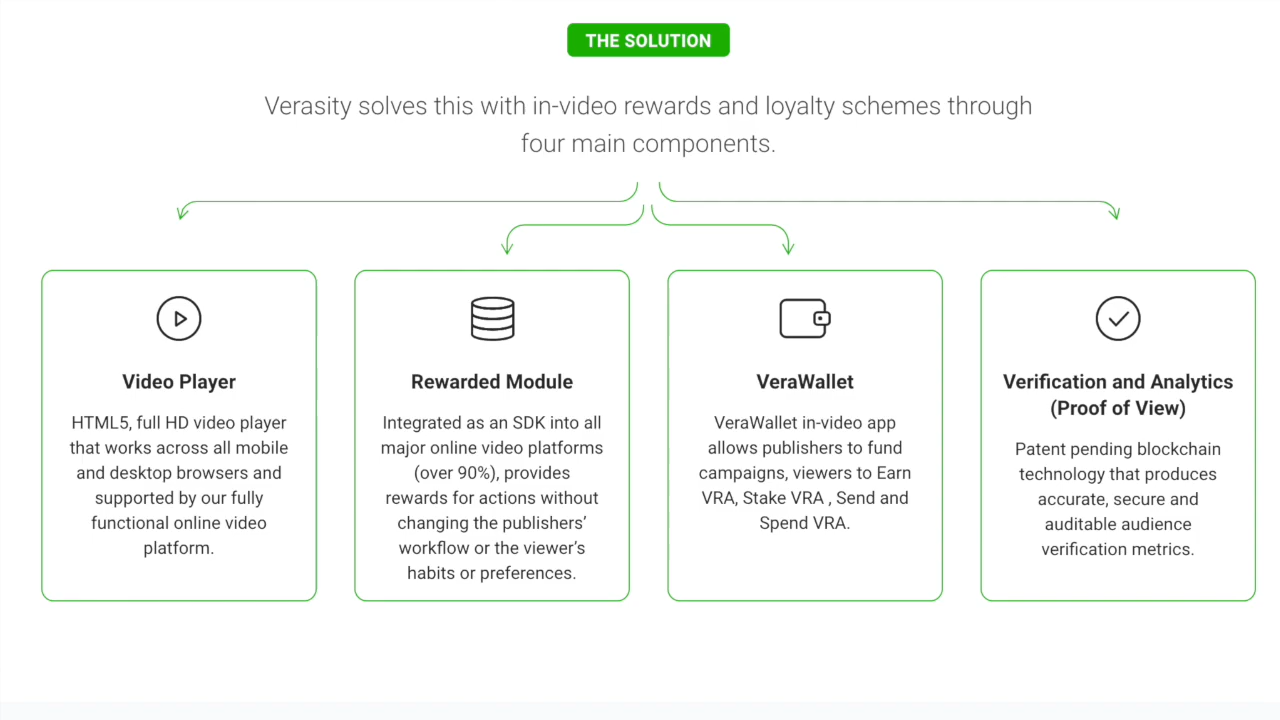 THE SOLUTION
Verasity solves this with in-video rewards and loyalty schemes through
four main components.
Video Player
HTML5, full HD video player
that works across all mobile
and desktop browsers and
supported by our fully
functional online video
platform.
Rewarded Module
Integrated as an SDK into all
major online video platforms
(over 90%), provides
rewards for actions without
changing the publishers’
workflow or the viewer’s
habits or preferences.
VeraWallet
VeraWallet in-video app
allows publishers to fund
campaigns, viewers to Earn
VRA, Stake VRA , Send and
Spend VRA.
Verification and Analytics
(Proof of View)
Patent pending blockchain
technology that produces
accurate, secure and
auditable audience
verification metrics.